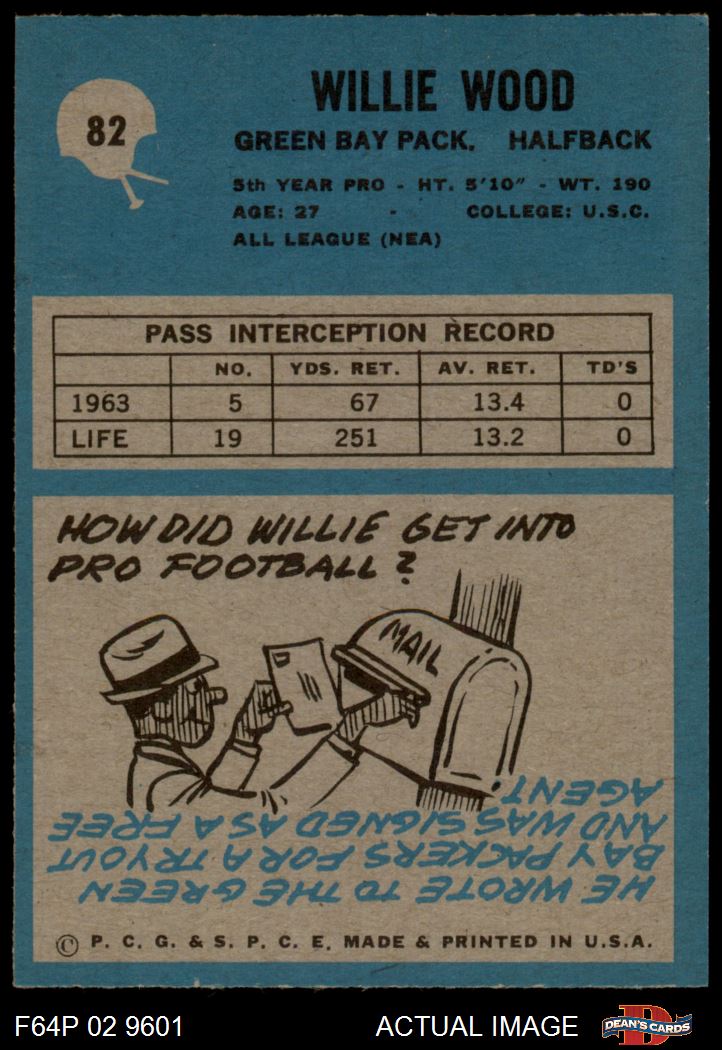 82
WILLIE WOOD
GREEN BAY PACK. HALFBACK
5th YEAR PRO - HT. 5'10" - WT. 190
AGE: 27 - COLLEGE: U.S.C.
ALL LEAGUE (NEA)
PASS INTERCEPTION RECORD
NO. YDS. RET. AV. RET. TD'S
1963 5 67 13.4 0
LIFE 19 251 13.2 0
HOW DID WILLIE GET INTO
PRO FOOTBALL?
MAIL
HE WROTE TO THE GREEN
BAY PACKERS FOR A TRYOUT
AND WAS SIGNED AS A FREE
AGENT
© P. C. G. & S. P. C. E. MADE & PRINTED IN U.S.A.
F64P 02 9601 ACTUAL IMAGE D DEAN'S CARDS